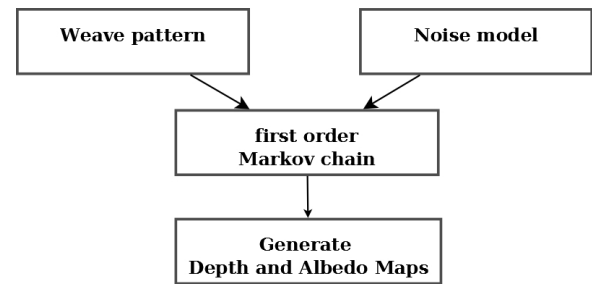 Weave pattern
Noise model
first order
Markov chain
Generate
Depth and Albedo Maps